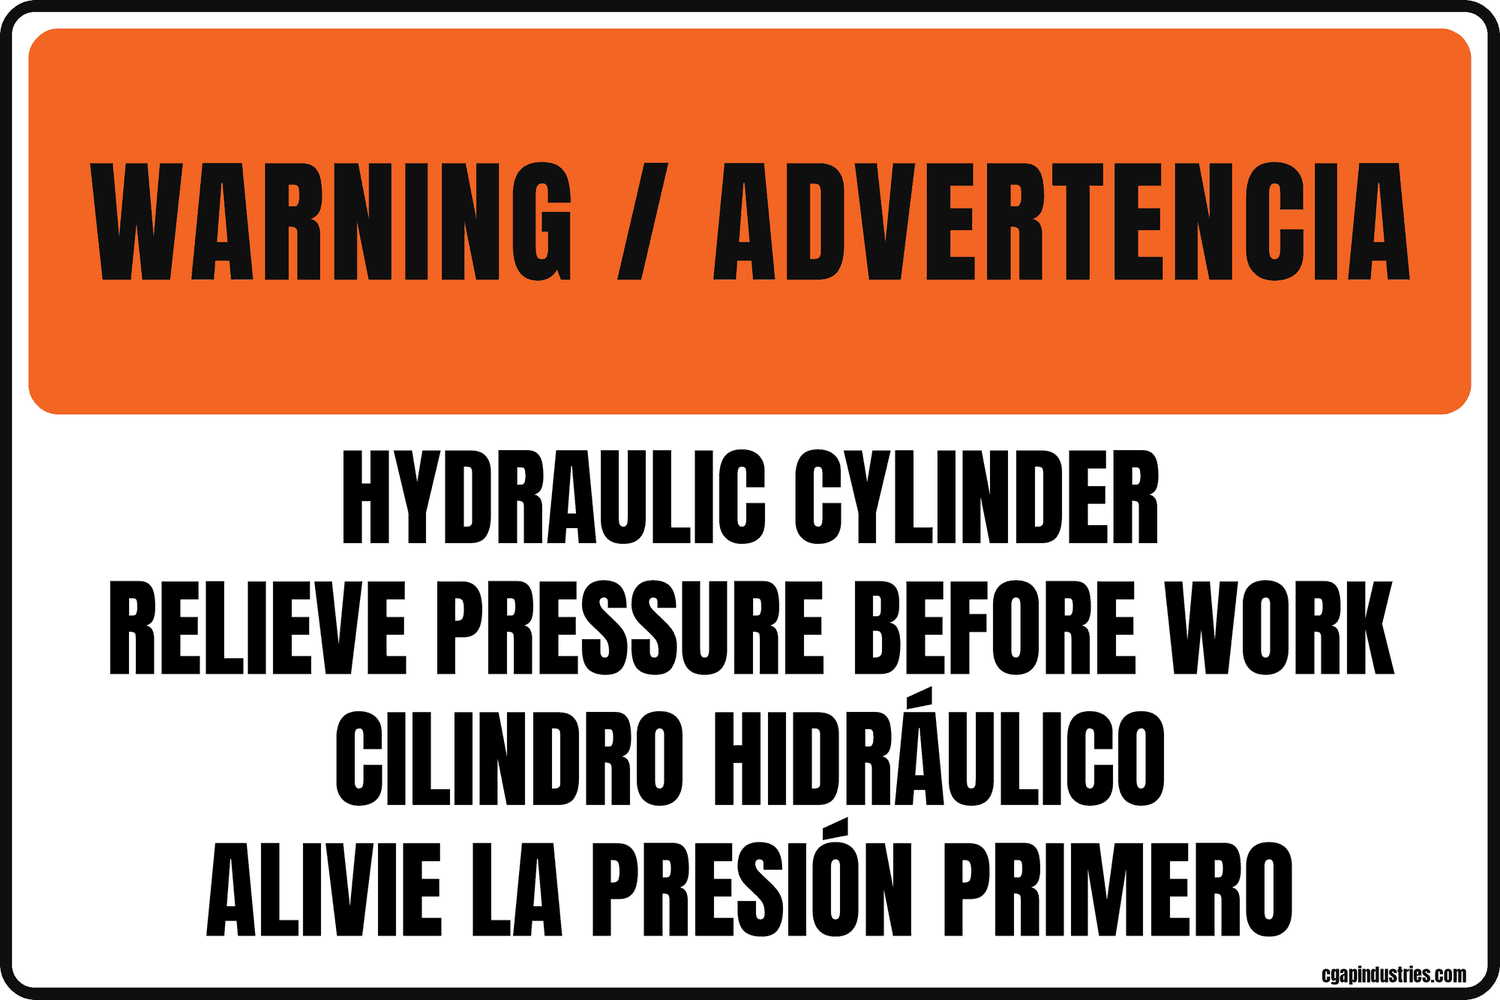 WARNING / ADVERTENCIA
HYDRAULIC CYLINDER
RELIEVE PRESSURE BEFORE WORK
CILINDRO HIDRÁULICO
ALIVIE LA PRESIÓN PRIMERO
cgapindustries.com